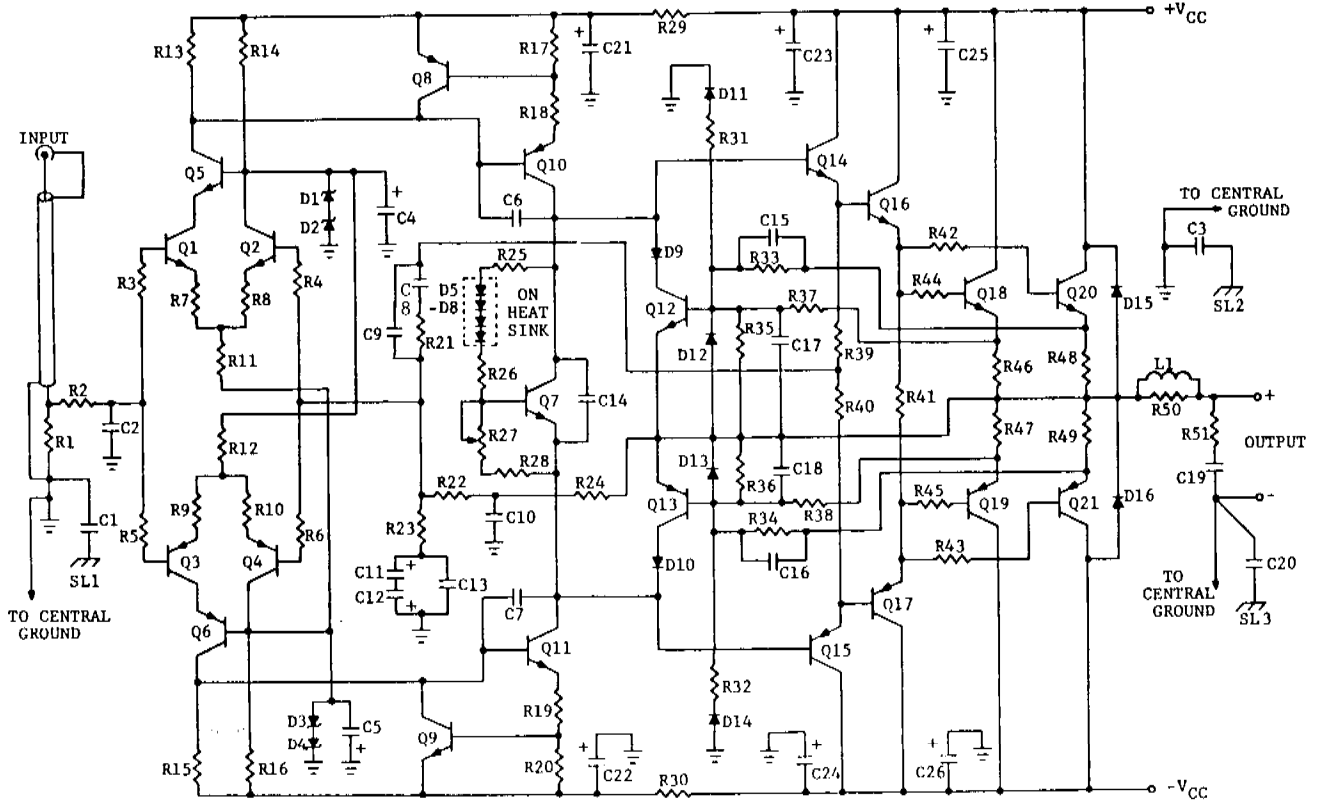 +VCC
R29
R13
R14
R17
C21
C23
C25
Q8
D11
R18
R31
INPUT
Q5
Q10
Q14
D1
D2
C4
C6
Q16
TO CENTRAL
GROUND
C3
SL2
C15
R33
R42
Q1
Q2
R3
R4
R7
R8
R25
D9
C8
D5
-D8
ON
HEAT
SINK
R44
Q18
Q20
D15
Q12
R37
C9
R21
R35
C17
D12
R39
R11
R46
R48
L1
R2
R26
Q7
C14
R40
R41
R50
+
R1
C2
R27
R47
R49
R51
OUTPUT
R12
R28
D13
C18
C19
R22
R24
R36
-
R9
R10
C10
Q13
R38
R45
Q19
Q21
D16
C1
R5
R6
R23
R34
SL1
Q3
Q4
C11
C12
C13
D10
C16
R43
C20
TO CENTRAL
GROUND
C7
Q17
TO
CENTRAL
GROUND
SL3
Q6
Q11
Q15
R32
D3
D4
C5
R19
D14
Q9
R15
R16
R20
C22
C24
C26
R30
-VCC